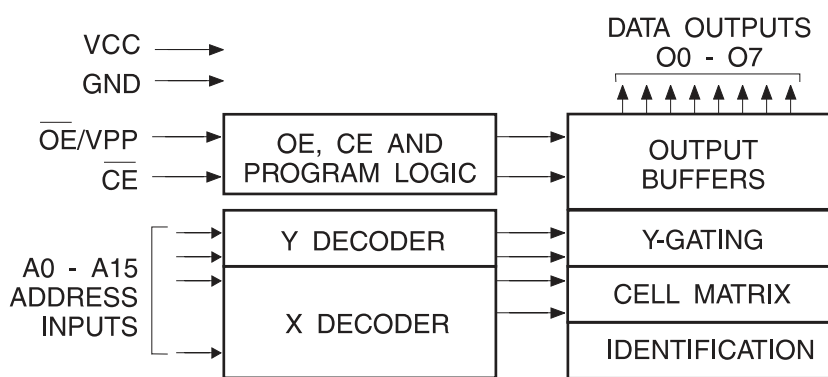 VCC
GND
OE/VPP
CE
A0 - A15
ADDRESS
INPUTS
OE, CE AND
PROGRAM LOGIC
Y DECODER
X DECODER
DATA OUTPUTS
O0 - O7
OUTPUT
BUFFERS
Y-GATING
CELL MATRIX
IDENTIFICATION